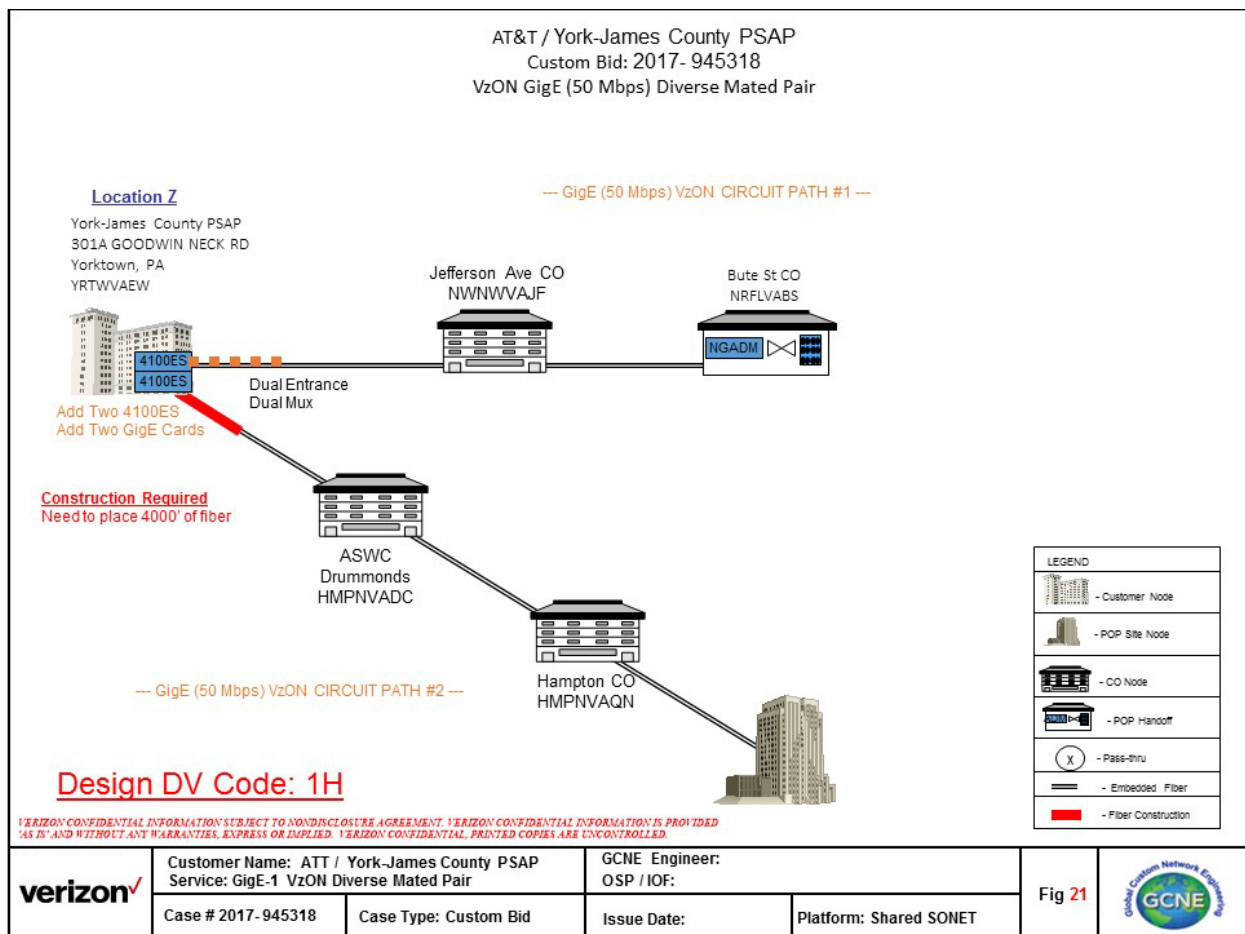 AT&T / York-James County PSAP
Custom Bid: 2017- 945318
VzON GigE (50 Mbps) Diverse Mated Pair
Location Z
York-James County PSAP
301A GOODWIN NECK RD
Yorktown, PA
YRTWVAEW
--- GigE (50 Mbps) VzON CIRCUIT PATH #1 ---
Jefferson Ave CO
NWNWVAJF
Bute St CO
NRFLVABS
4100ES
4100ES
NGADM
Dual Entrance
Dual Mux
Add Two 4100ES
Add Two GigE Cards
Construction Required
Need to place 4000' of fiber
ASWC
Drummonds
HMPNVADC
Hampton CO
HMPNVAQN
--- GigE (50 Mbps) VzON CIRCUIT PATH #2 ---
Design DV Code: 1H
LEGEND
- Customer Node
- POP Site Node
- CO Node
- POP Handoff
X - Pass-thru
- Embedded Fiber
- Fiber Construction
VERIZON CONFIDENTIAL INFORMATION SUBJECT TO NONDISCLOSURE AGREEMENT. VERIZON CONFIDENTIAL INFORMATION IS PROVIDED
'AS IS' AND WITHOUT ANY WARRANTIES, EXPRESS OR IMPLIED. VERIZON CONFIDENTIAL, PRINTED COPIES ARE UNCONTROLLED.
verizon
Customer Name: ATT / York-James County PSAP
Service: GigE-1 VzON Diverse Mated Pair
GCNE Engineer:
OSP / IOF:
Case # 2017- 945318
Case Type: Custom Bid
Issue Date:
Platform: Shared SONET
Fig 21
Global Custom Network Engineering
GCNE